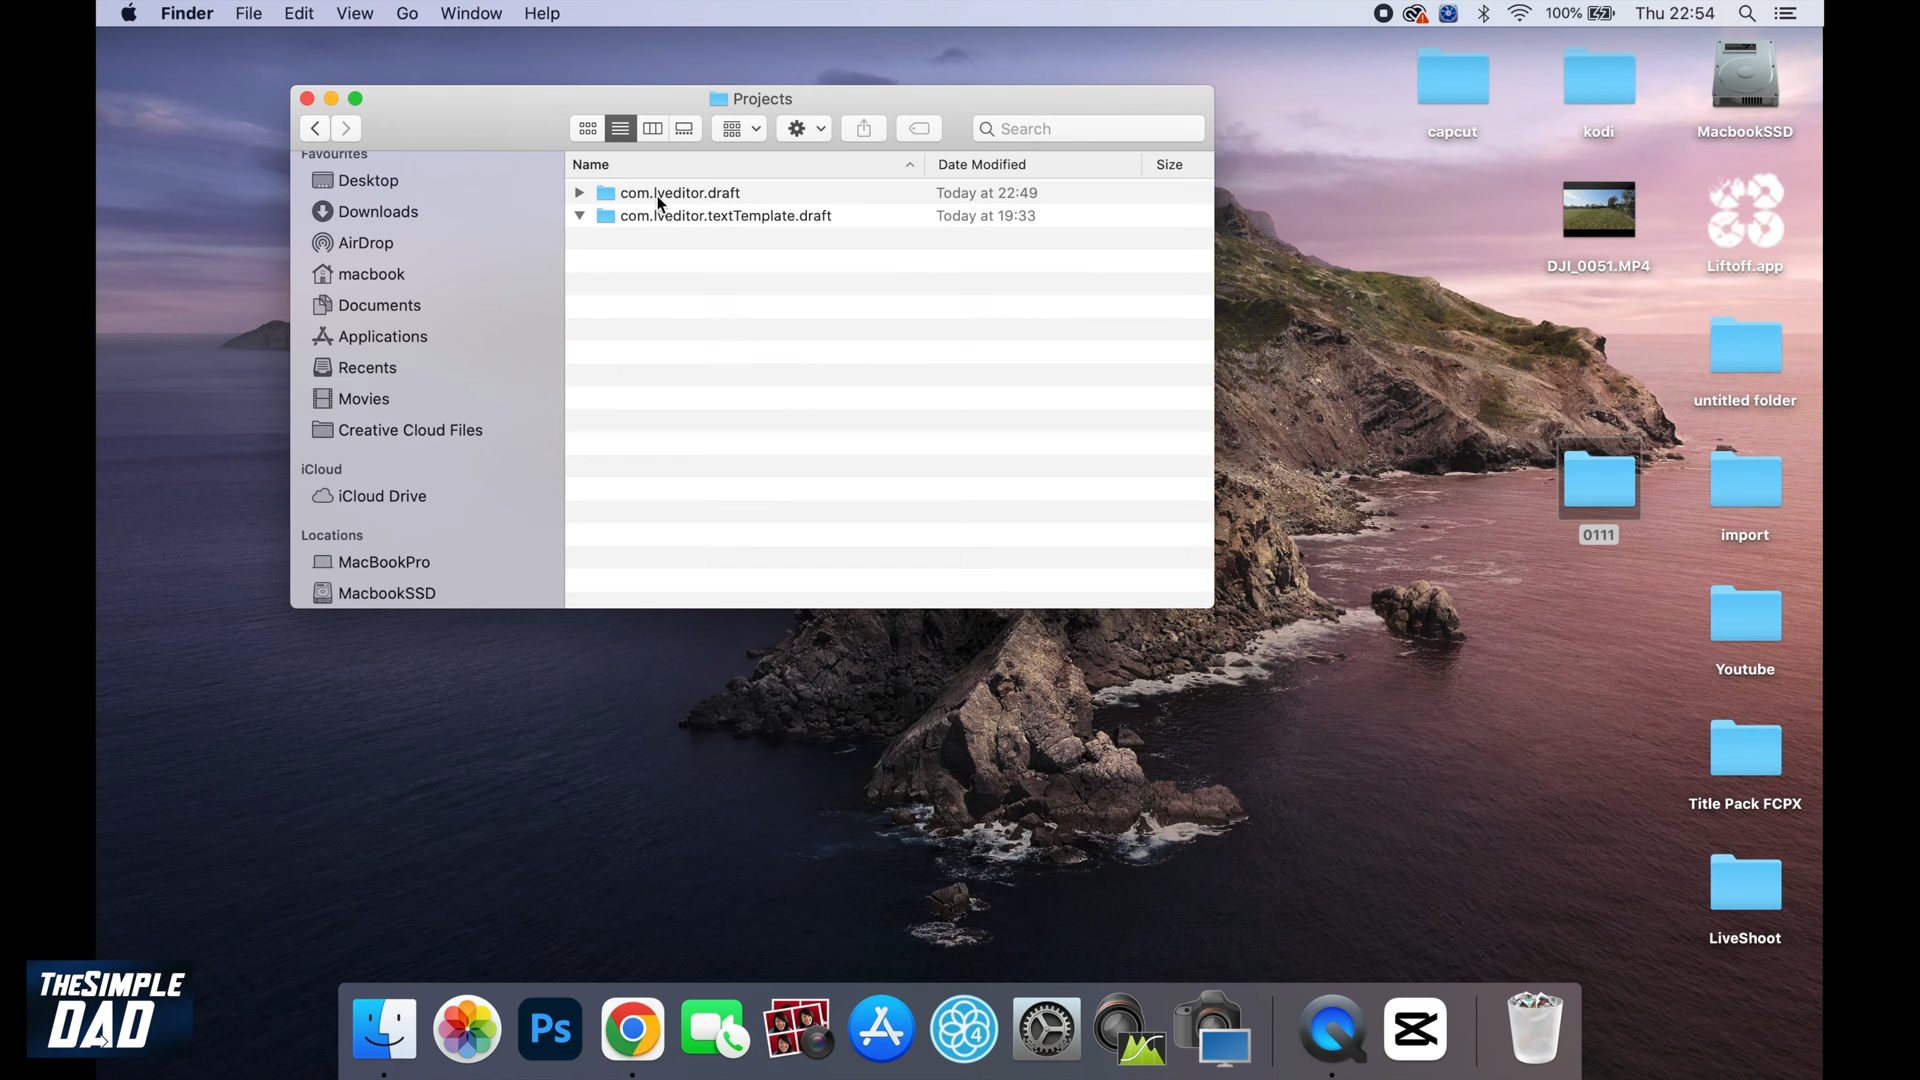 Finder File Edit View Go Window Help
100% Thu 22:54
Projects
Search
Favourites
Desktop
Downloads
AirDrop
macbook
Documents
Applications
Recents
Movies
Creative Cloud Files
iCloud
iCloud Drive
Locations
MacBookPro
MacbookSSD
Name Date Modified Size
com.lveditor.draft Today at 22:49
com.lveditor.textTemplate.draft Today at 19:33
capcut kodi MacbookSSD
DJI_0051.MP4 Liftoff.app
untitled folder
0111 import
Youtube
Title Pack FCPX
LiveShoot
THE SIMPLE
DAD
Ps
4